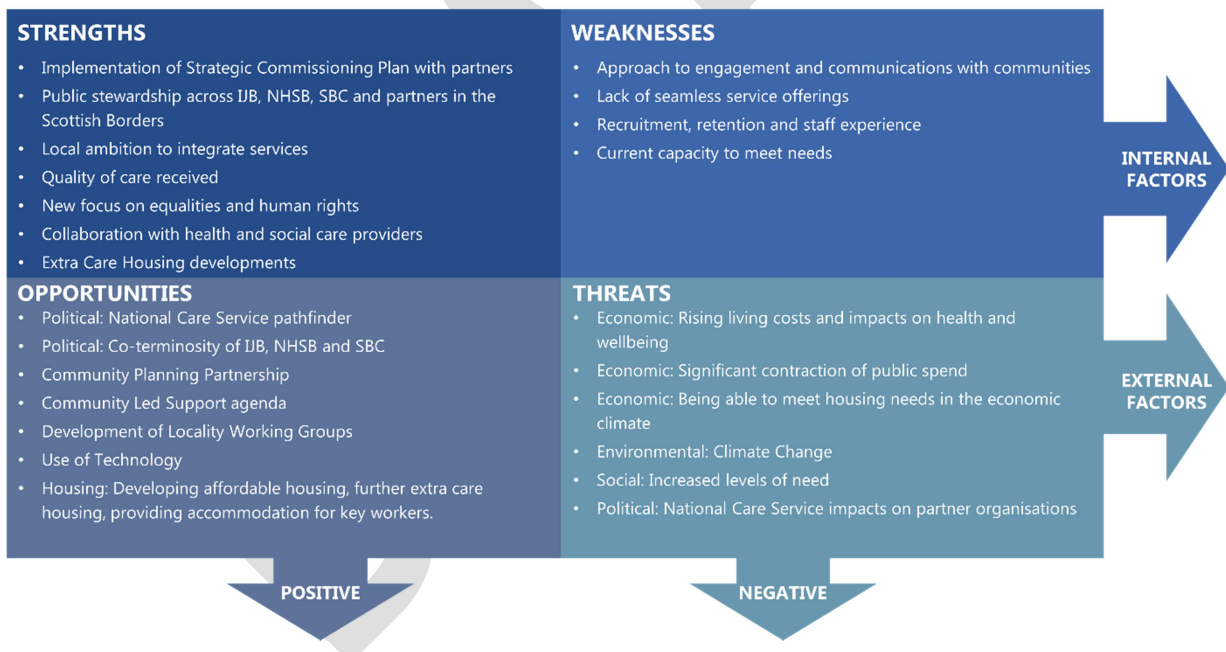 STRENGTHS
• Implementation of Strategic Commissioning Plan with partners
• Public stewardship across IJB, NHSB, SBC and partners in the
Scottish Borders
• Local ambition to integrate services
• Quality of care received
• New focus on equalities and human rights
• Collaboration with health and social care providers
• Extra Care Housing developments
WEAKNESSES
• Approach to engagement and communications with communities
• Lack of seamless service offerings
• Recruitment, retention and staff experience
• Current capacity to meet needs
INTERNAL
FACTORS
OPPORTUNITIES
• Political: National Care Service pathfinder
• Political: Co-terminosity of IJB, NHSB and SBC
• Community Planning Partnership
• Community Led Support agenda
• Development of Locality Working Groups
• Use of Technology
• Housing: Developing affordable housing, further extra care
housing, providing accommodation for key workers.
THREATS
• Economic: Rising living costs and impacts on health and
wellbeing
• Economic: Significant contraction of public spend
• Economic: Being able to meet housing needs in the economic
climate
• Environmental: Climate Change
• Social: Increased levels of need
• Political: National Care Service impacts on partner organisations
EXTERNAL
FACTORS
POSITIVE
NEGATIVE